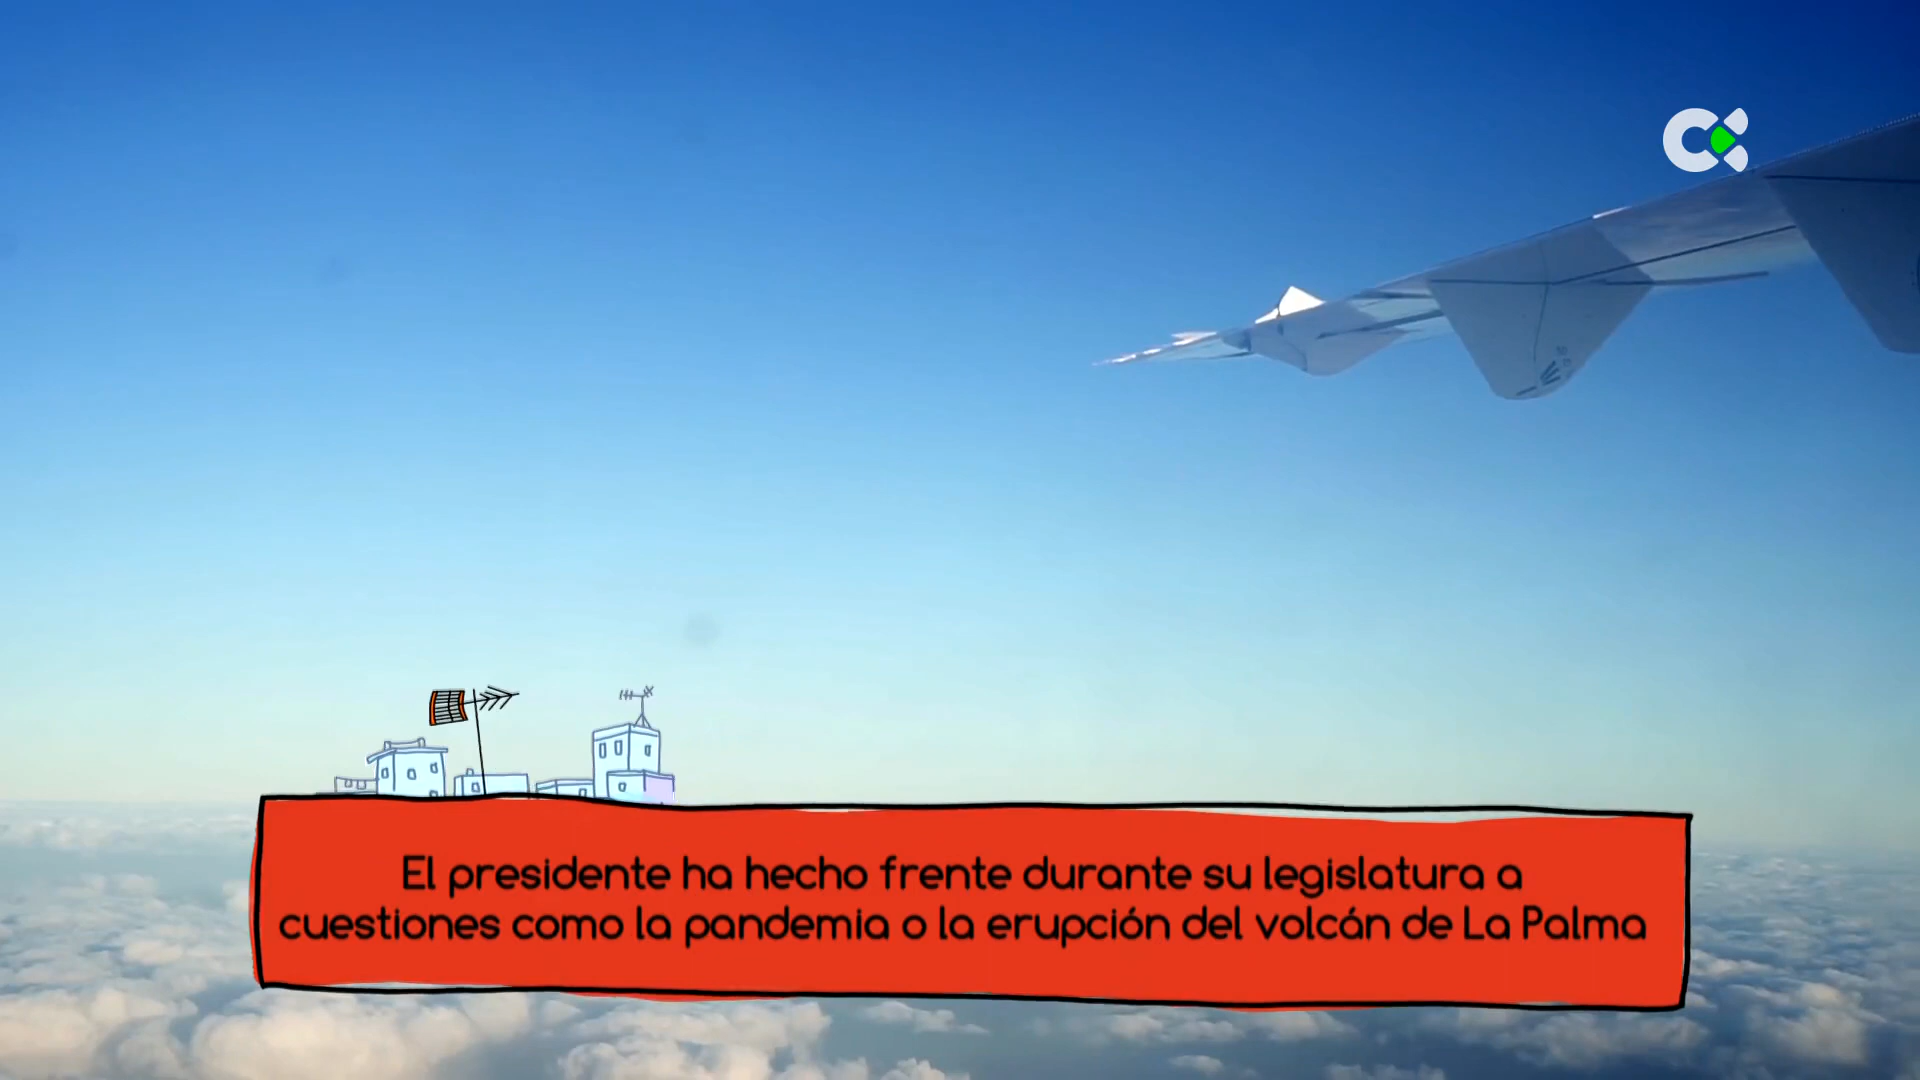 El presidente ha hecho frente durante su legislatura a
cuestiones como la pandemia o la erupción del volcán de La Palma